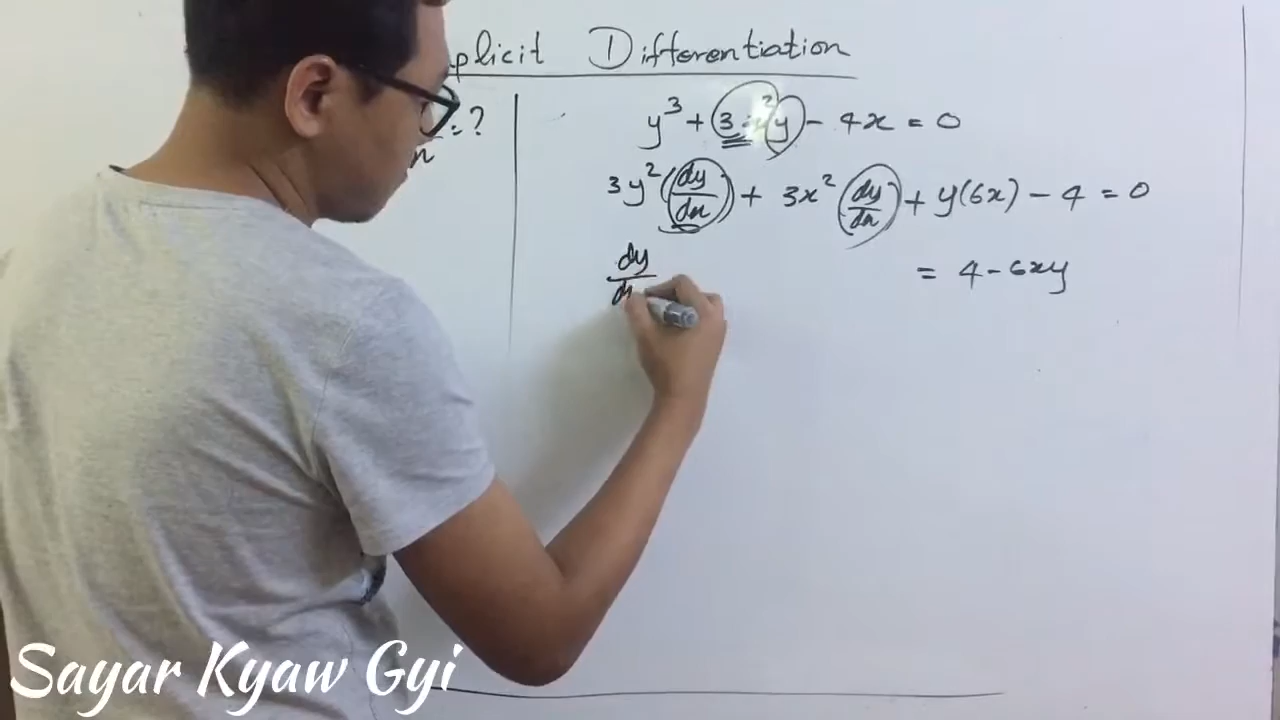 plicit Differentiation
= ?
y³ + 3x²y - 4x = 0
3y² (dy/dx) + 3x² (dy/dx) + y(6x) - 4 = 0
dy/dx = 4 - 6xy
Sayar Kyaw Gyi